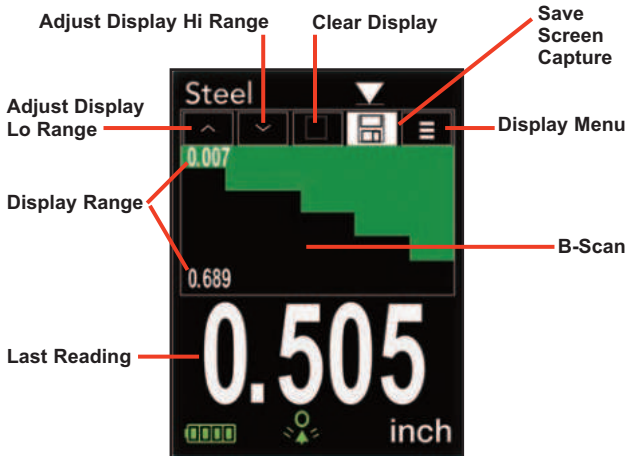 Adjust Display Hi Range
Clear Display
Save
Screen
Capture
Adjust Display
Lo Range
Display Menu
Display Range
B-Scan
Last Reading
Steel
0.007
0.689
0.505
inch